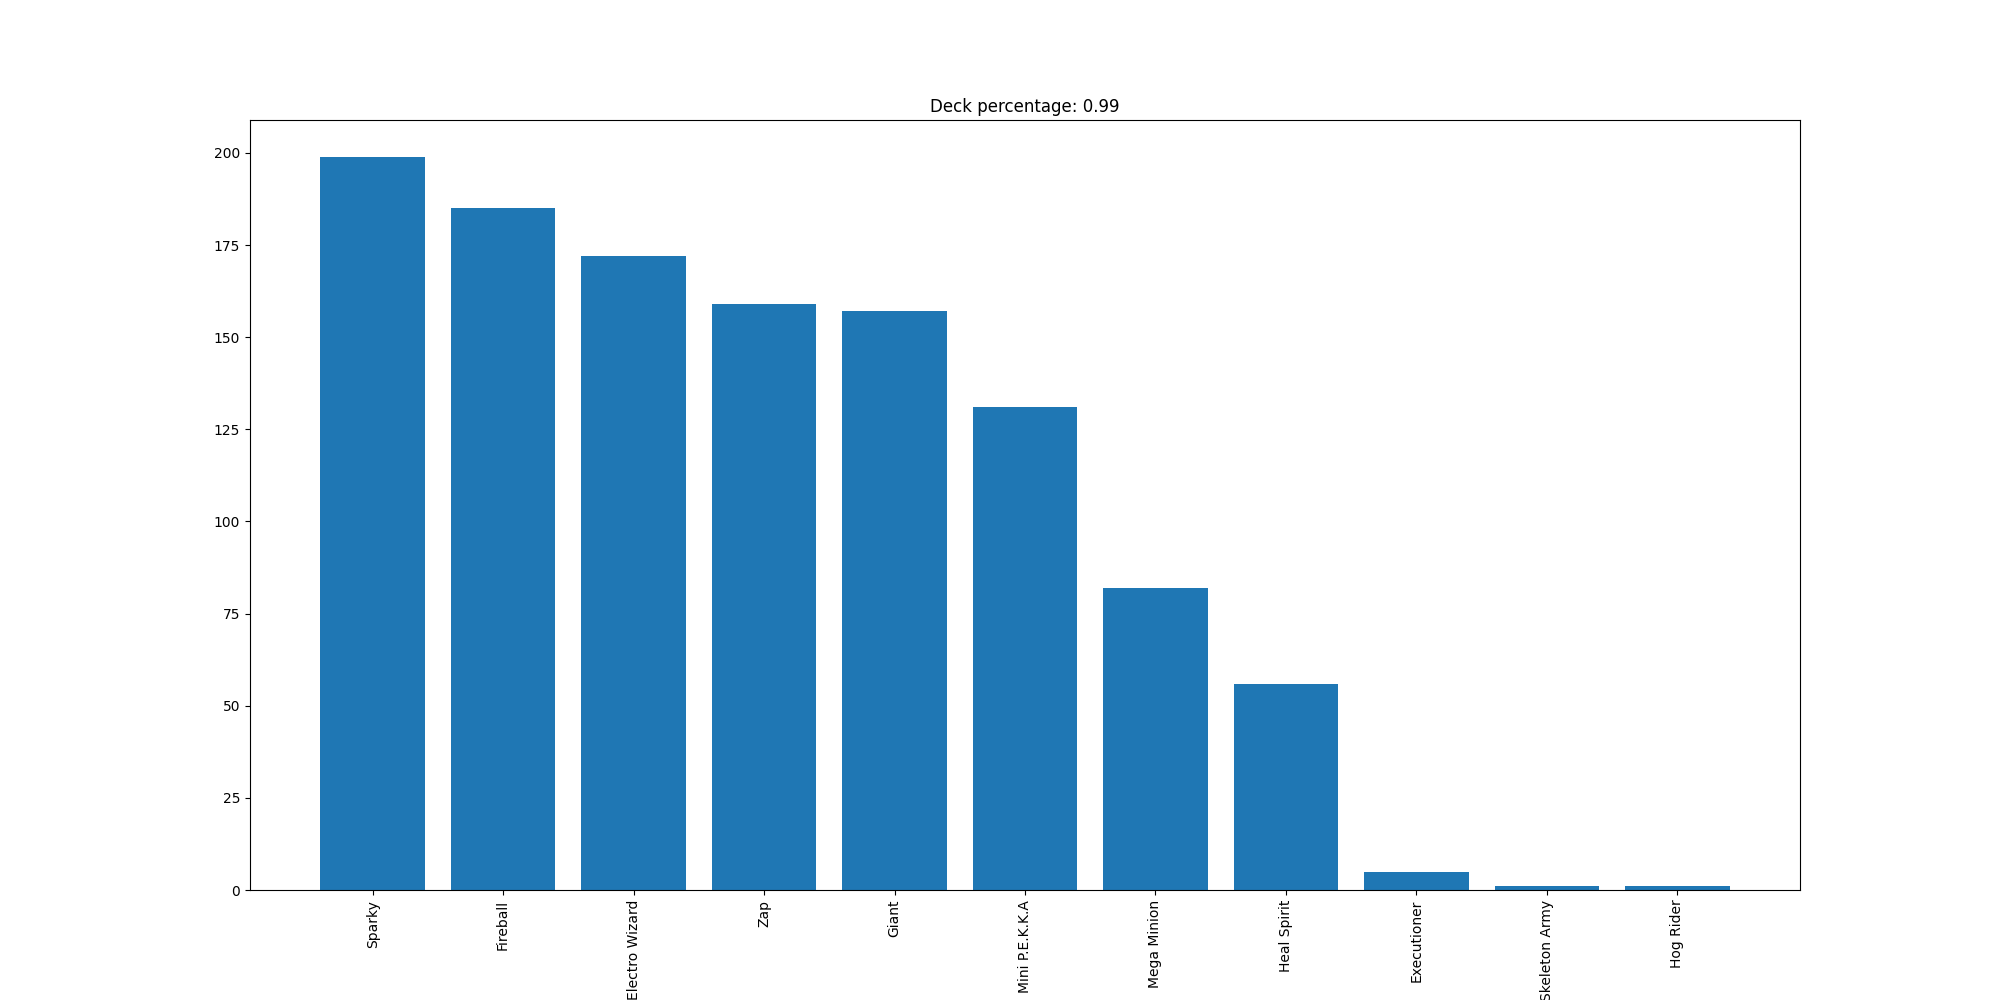 Deck percentage: 0.99
200
175
150
125
100
75
50
25
0
Sparky
Fireball
Electro Wizard
Zap
Giant
Mini P.E.K.K.A
Mega Minion
Heal Spirit
Executioner
Skeleton Army
Hog Rider